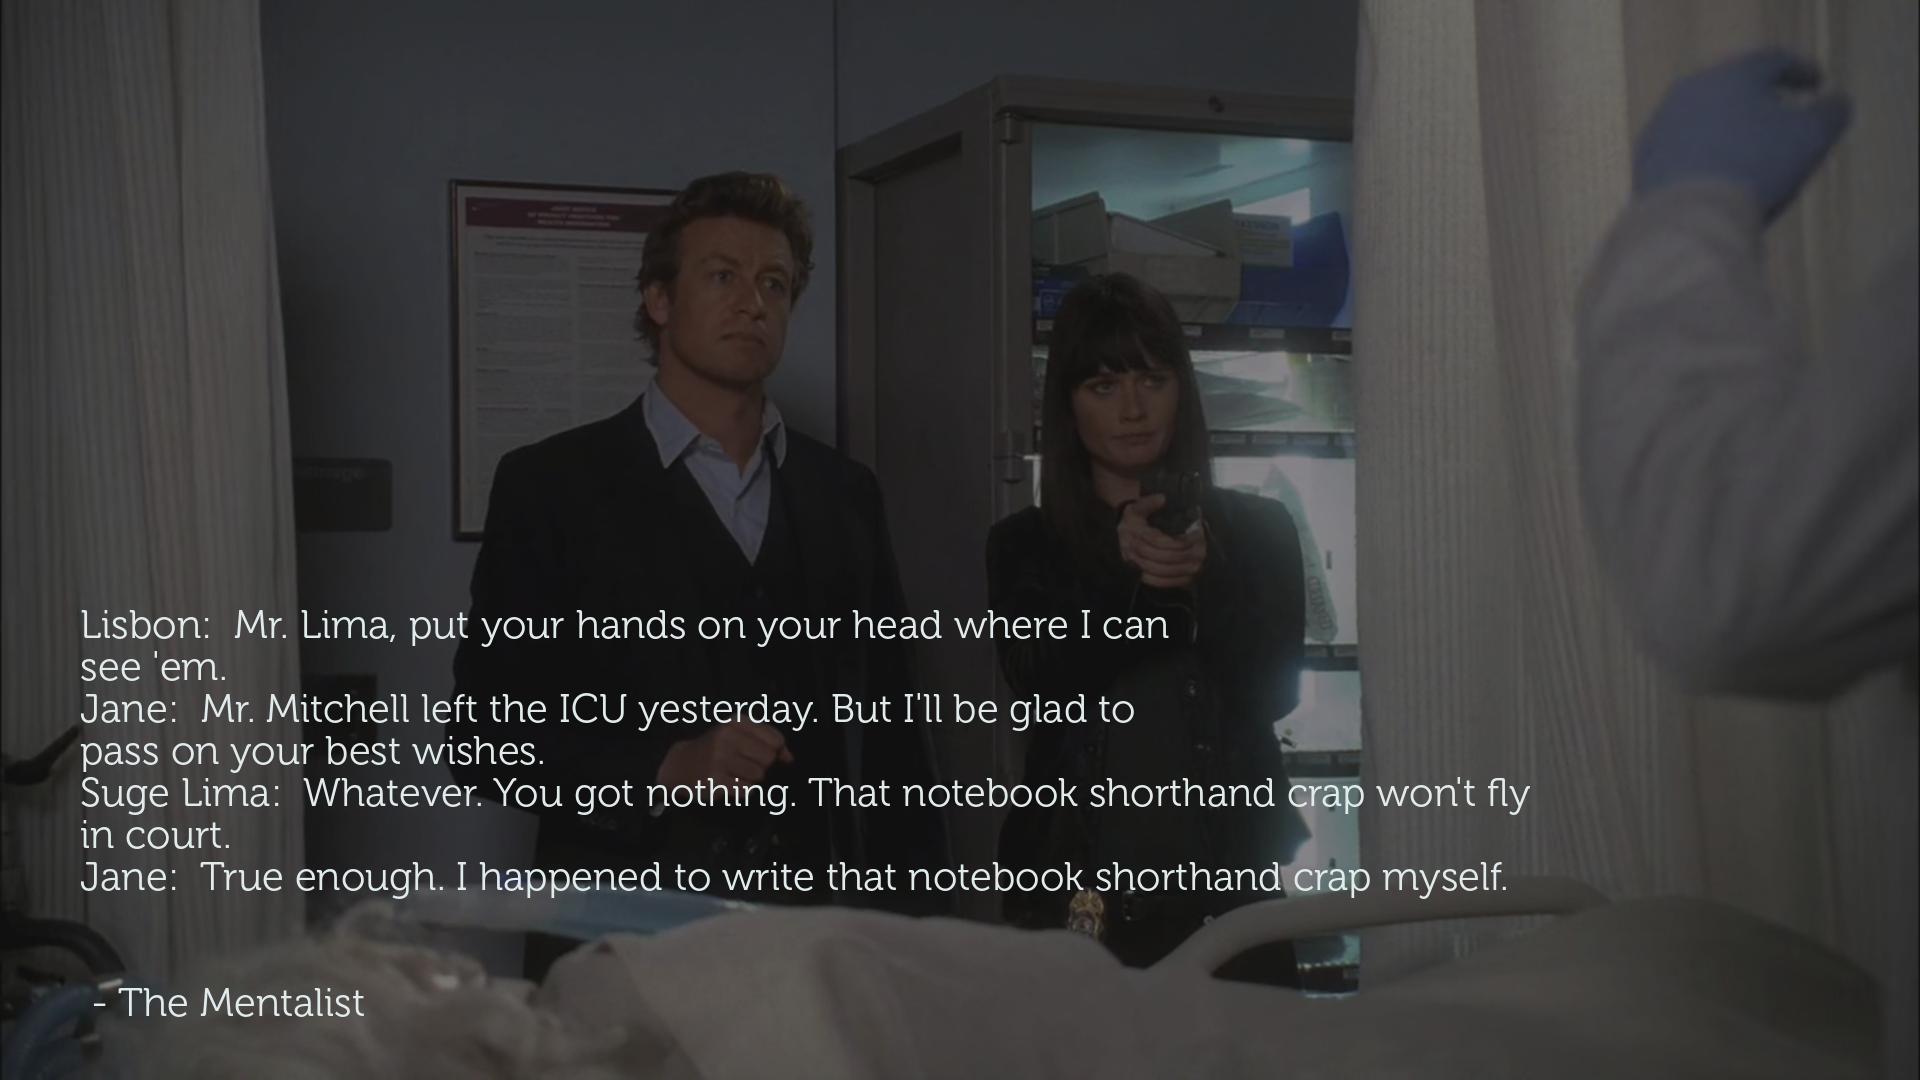 Lisbon:  Mr. Lima, put your hands on your head where I can
see 'em.
Jane:  Mr. Mitchell left the ICU yesterday. But I'll be glad to
pass on your best wishes.
Suge Lima:  Whatever. You got nothing. That notebook shorthand crap won't fly
in court.
Jane:  True enough. I happened to write that notebook shorthand crap myself.
- The Mentalist